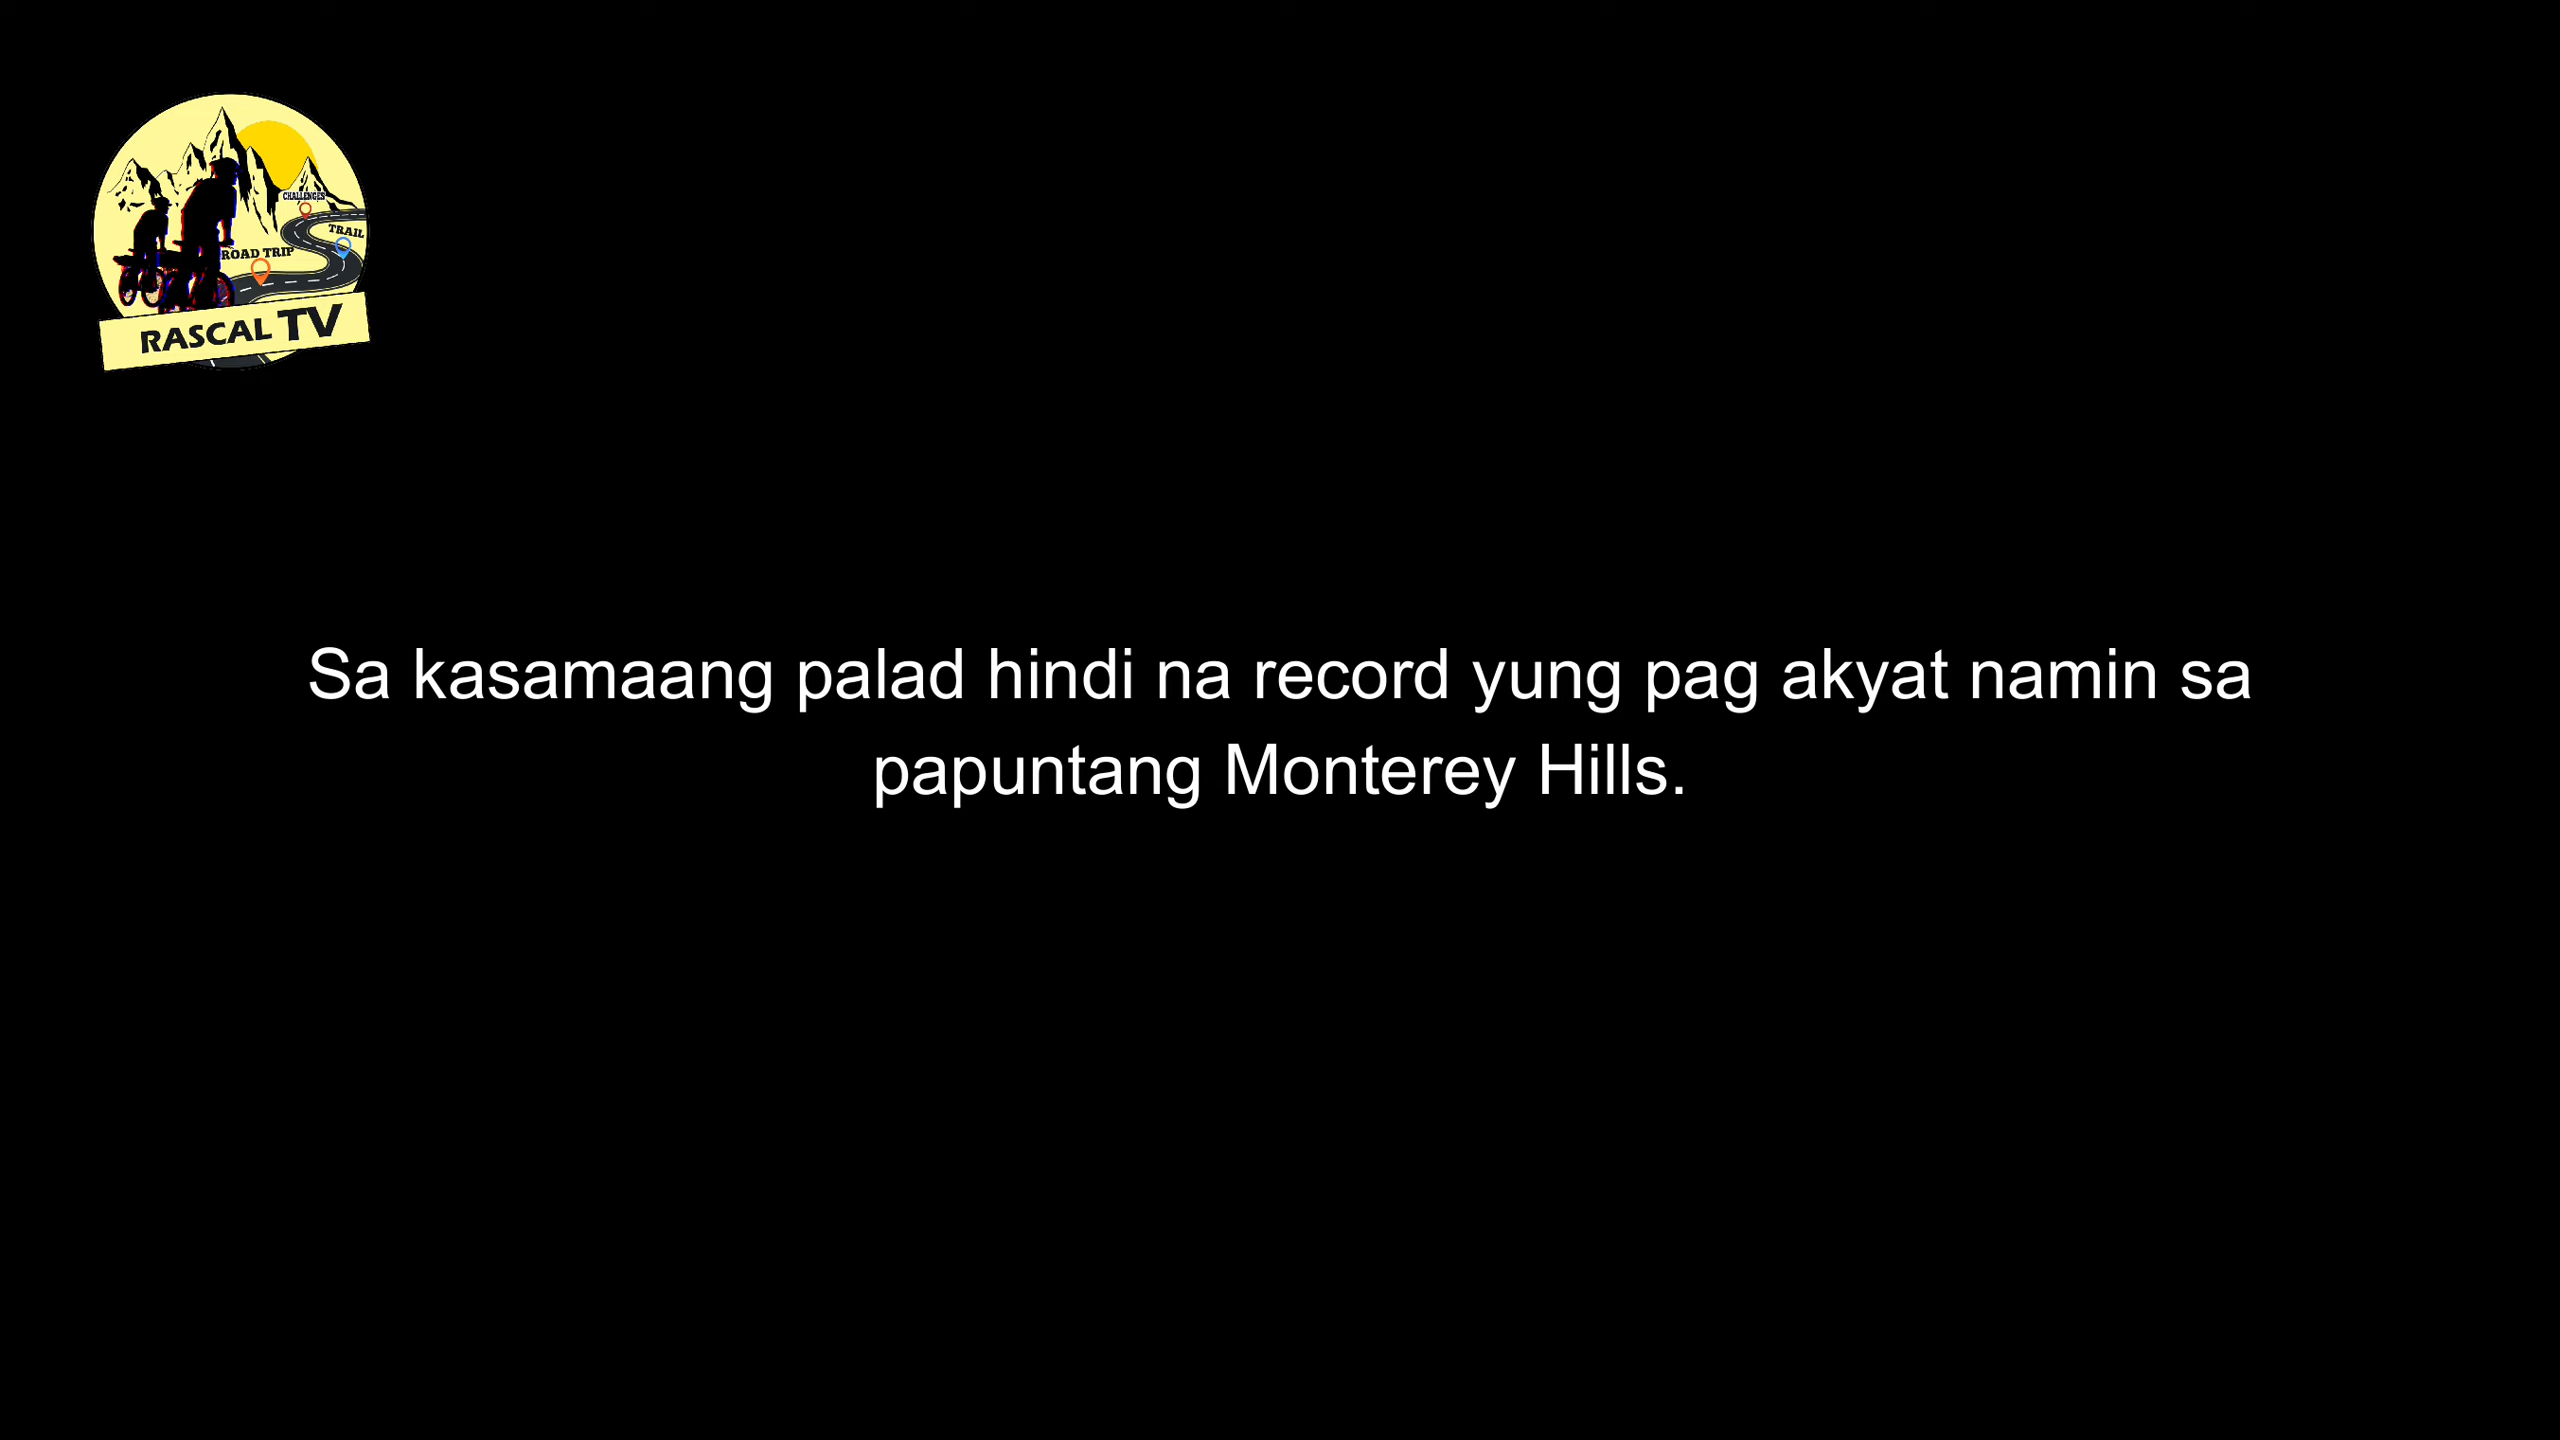 CHALLENGES
TRAIL
ROAD TRIP
RASCAL TV
Sa kasamaang palad hindi na record yung pag akyat namin sa
papuntang Monterey Hills.